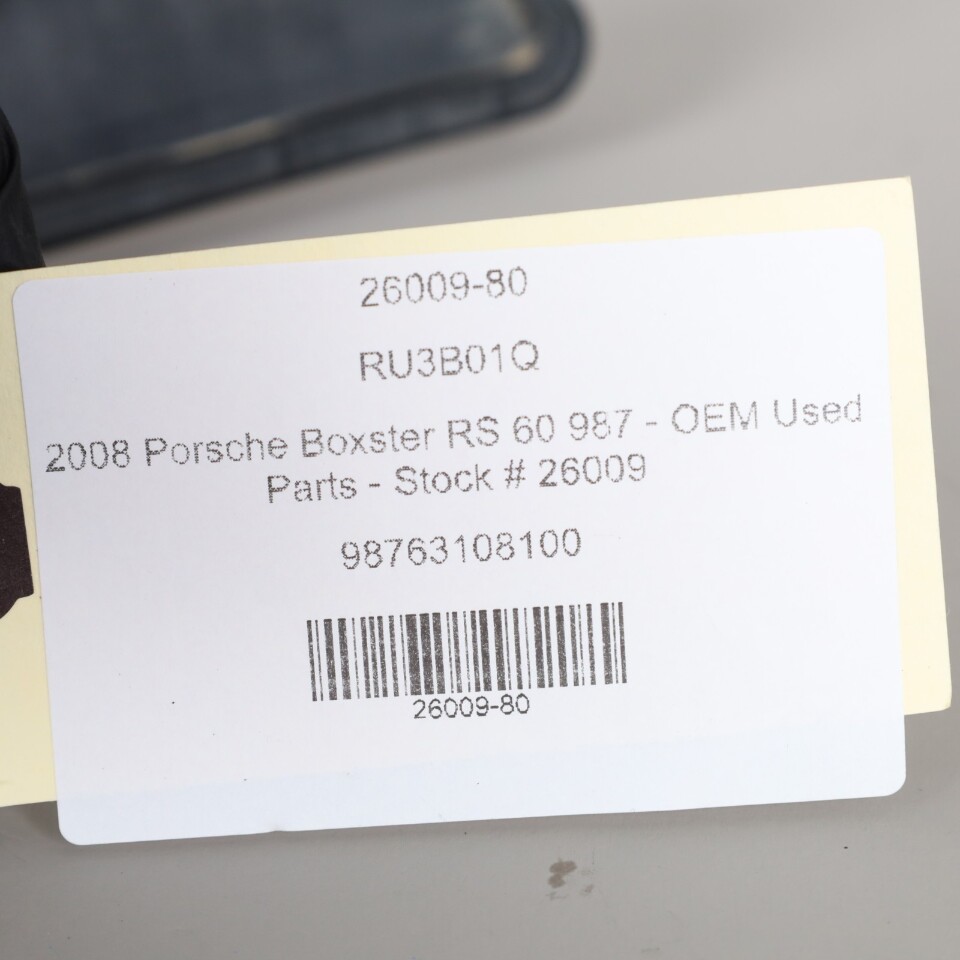 26009-80
RU3B01Q
2008 Porsche Boxster RS 60 987 - OEM Used
Parts - Stock # 26009
98763108100
26009-80